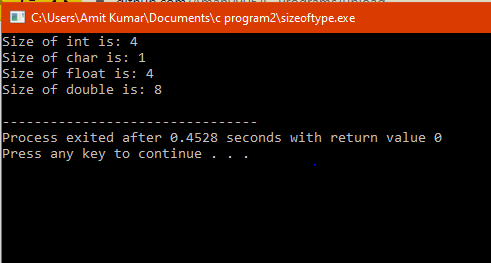 C:\Users\Amit Kumar\Documents\c program2\sizeoftype.exe
Size of int is: 4
Size of char is: 1
Size of float is: 4
Size of double is: 8
--------------------------------
Process exited after 0.4528 seconds with return value 0
Press any key to continue . . .